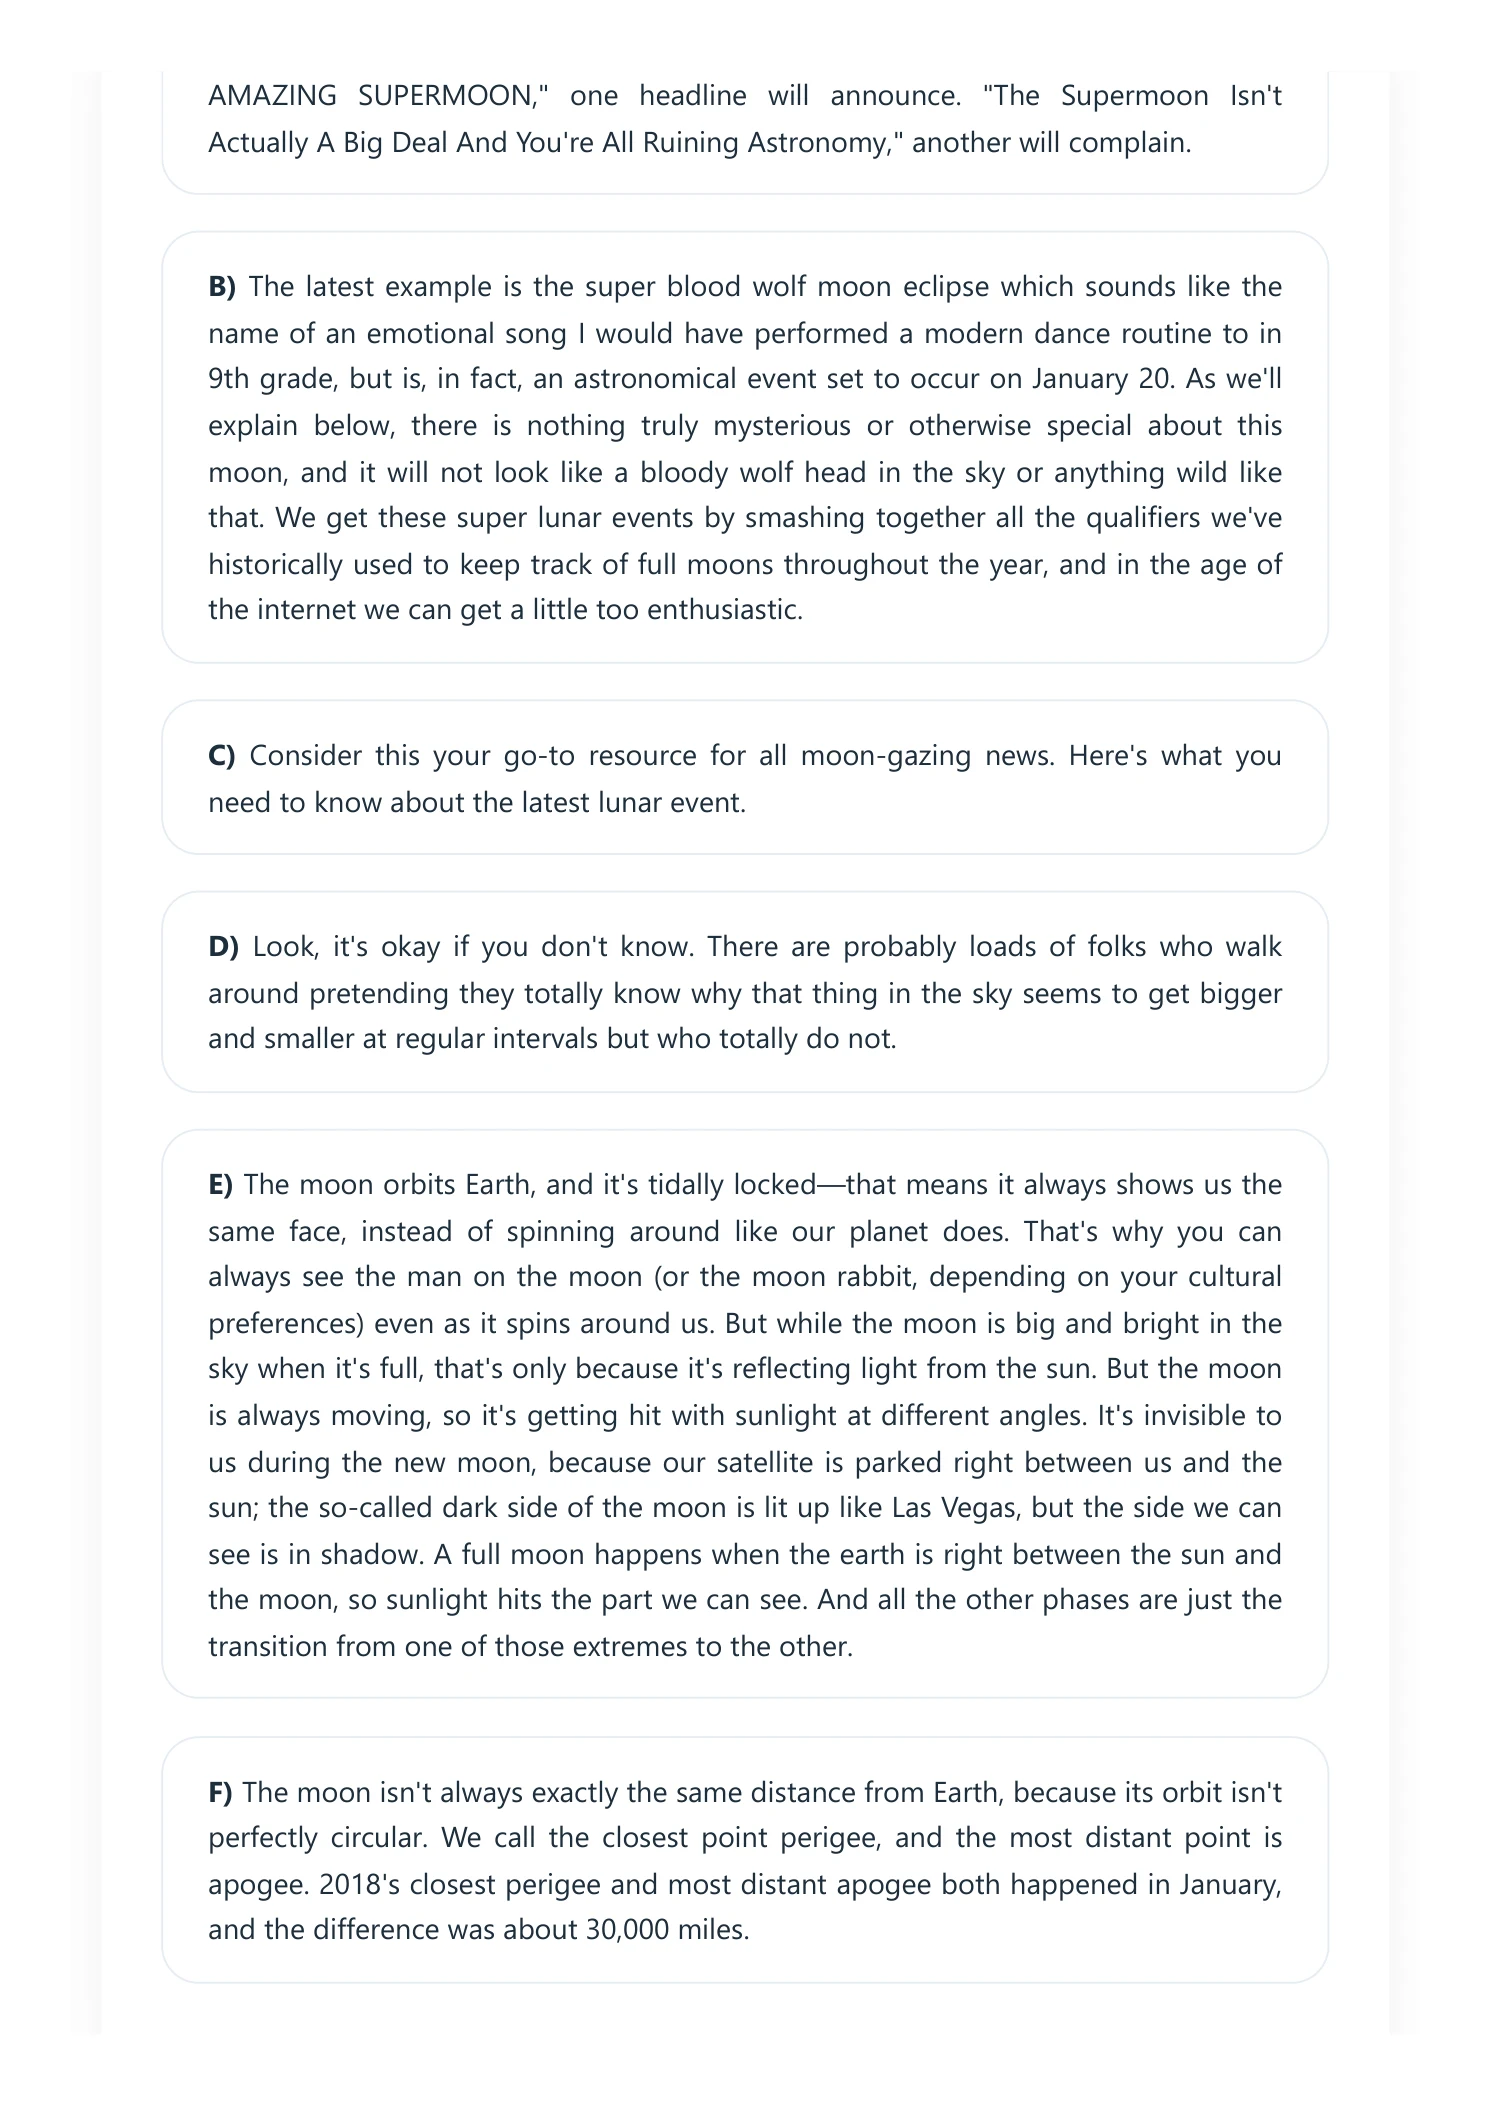 AMAZING SUPERMOON," one headline will announce. "The Supermoon Isn't
Actually A Big Deal And You're All Ruining Astronomy," another will complain.
B) The latest example is the super blood wolf moon eclipse which sounds like the
name of an emotional song I would have performed a modern dance routine to in
9th grade, but is, in fact, an astronomical event set to occur on January 20. As we'll
explain below, there is nothing truly mysterious or otherwise special about this
moon, and it will not look like a bloody wolf head in the sky or anything wild like
that. We get these super lunar events by smashing together all the qualifiers we've
historically used to keep track of full moons throughout the year, and in the age of
the internet we can get a little too enthusiastic.
C) Consider this your go-to resource for all moon-gazing news. Here's what you
need to know about the latest lunar event.
D) Look, it's okay if you don't know. There are probably loads of folks who walk
around pretending they totally know why that thing in the sky seems to get bigger
and smaller at regular intervals but who totally do not.
E) The moon orbits Earth, and it's tidally locked—that means it always shows us the
same face, instead of spinning around like our planet does. That's why you can
always see the man on the moon (or the moon rabbit, depending on your cultural
preferences) even as it spins around us. But while the moon is big and bright in the
sky when it's full, that's only because it's reflecting light from the sun. But the moon
is always moving, so it's getting hit with sunlight at different angles. It's invisible to
us during the new moon, because our satellite is parked right between us and the
sun; the so-called dark side of the moon is lit up like Las Vegas, but the side we can
see is in shadow. A full moon happens when the earth is right between the sun and
the moon, so sunlight hits the part we can see. And all the other phases are just the
transition from one of those extremes to the other.
F) The moon isn't always exactly the same distance from Earth, because its orbit isn't
perfectly circular. We call the closest point perigee, and the most distant point is
apogee. 2018's closest perigee and most distant apogee both happened in January,
and the difference was about 30,000 miles.